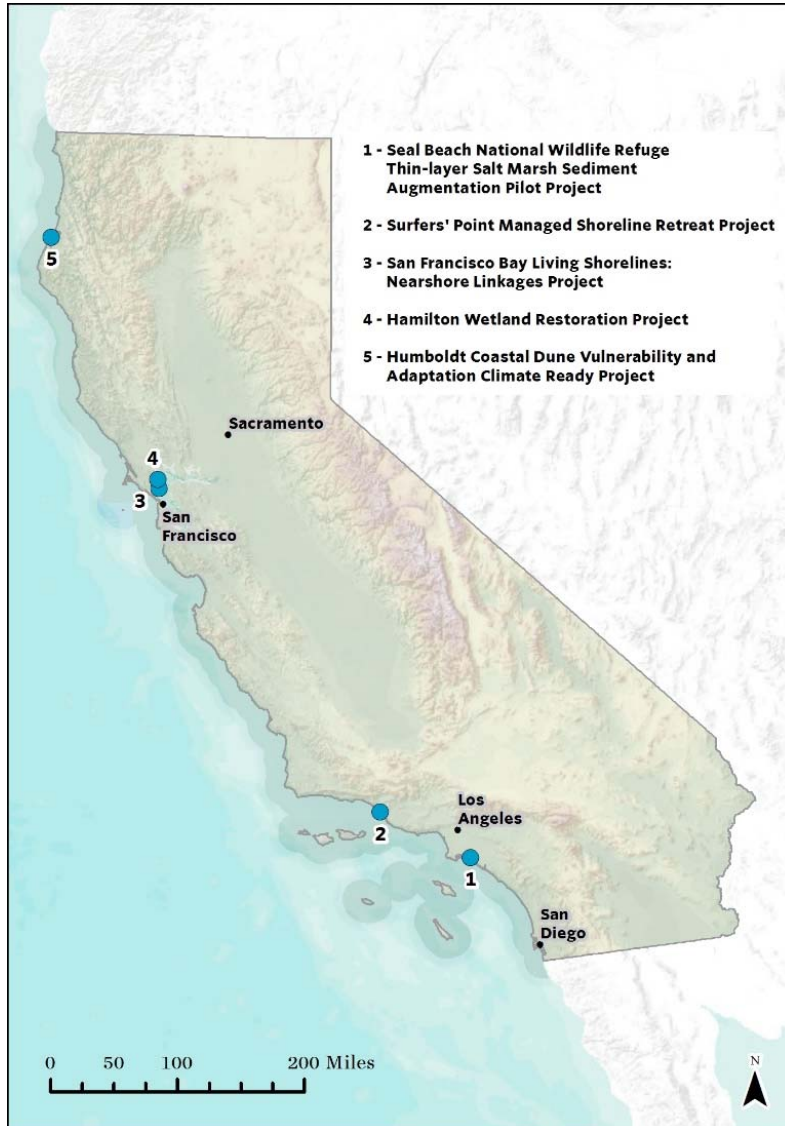 1 - Seal Beach National Wildlife Refuge
Thin-layer Salt Marsh Sediment
Augmentation Pilot Project
2 - Surfers' Point Managed Shoreline Retreat Project
3 - San Francisco Bay Living Shorelines:
Nearshore Linkages Project
4 - Hamilton Wetland Restoration Project
5 - Humboldt Coastal Dune Vulnerability and
Adaptation Climate Ready Project
5
Sacramento
4
3
San
Francisco
Los
Angeles
2
1
San
Diego
0 50 100 200 Miles
N